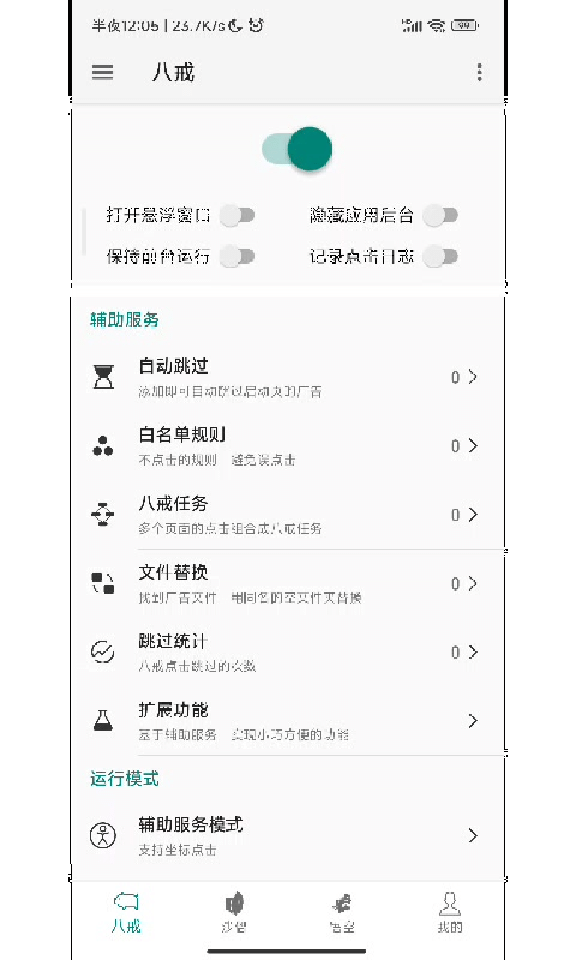 半夜12:05 | 23.7K/s
99
八戒
打开悬浮窗口
隐藏应用后台
保持前台运行
记录点击日志
辅助服务
自动跳过
0
添加即可自动跳过启动页的广告
白名单规则
0
不点击的规则 避免误点击
八戒任务
0
多个页面的点击组合成八戒任务
文件替换
0
找到广告文件 用同名的空文件夹替换
跳过统计
0
八戒点击跳过的次数
扩展功能
基于辅助服务 实现小巧方便的功能
运行模式
辅助服务模式
支持坐标点击
八戒
沙僧
悟空
我的